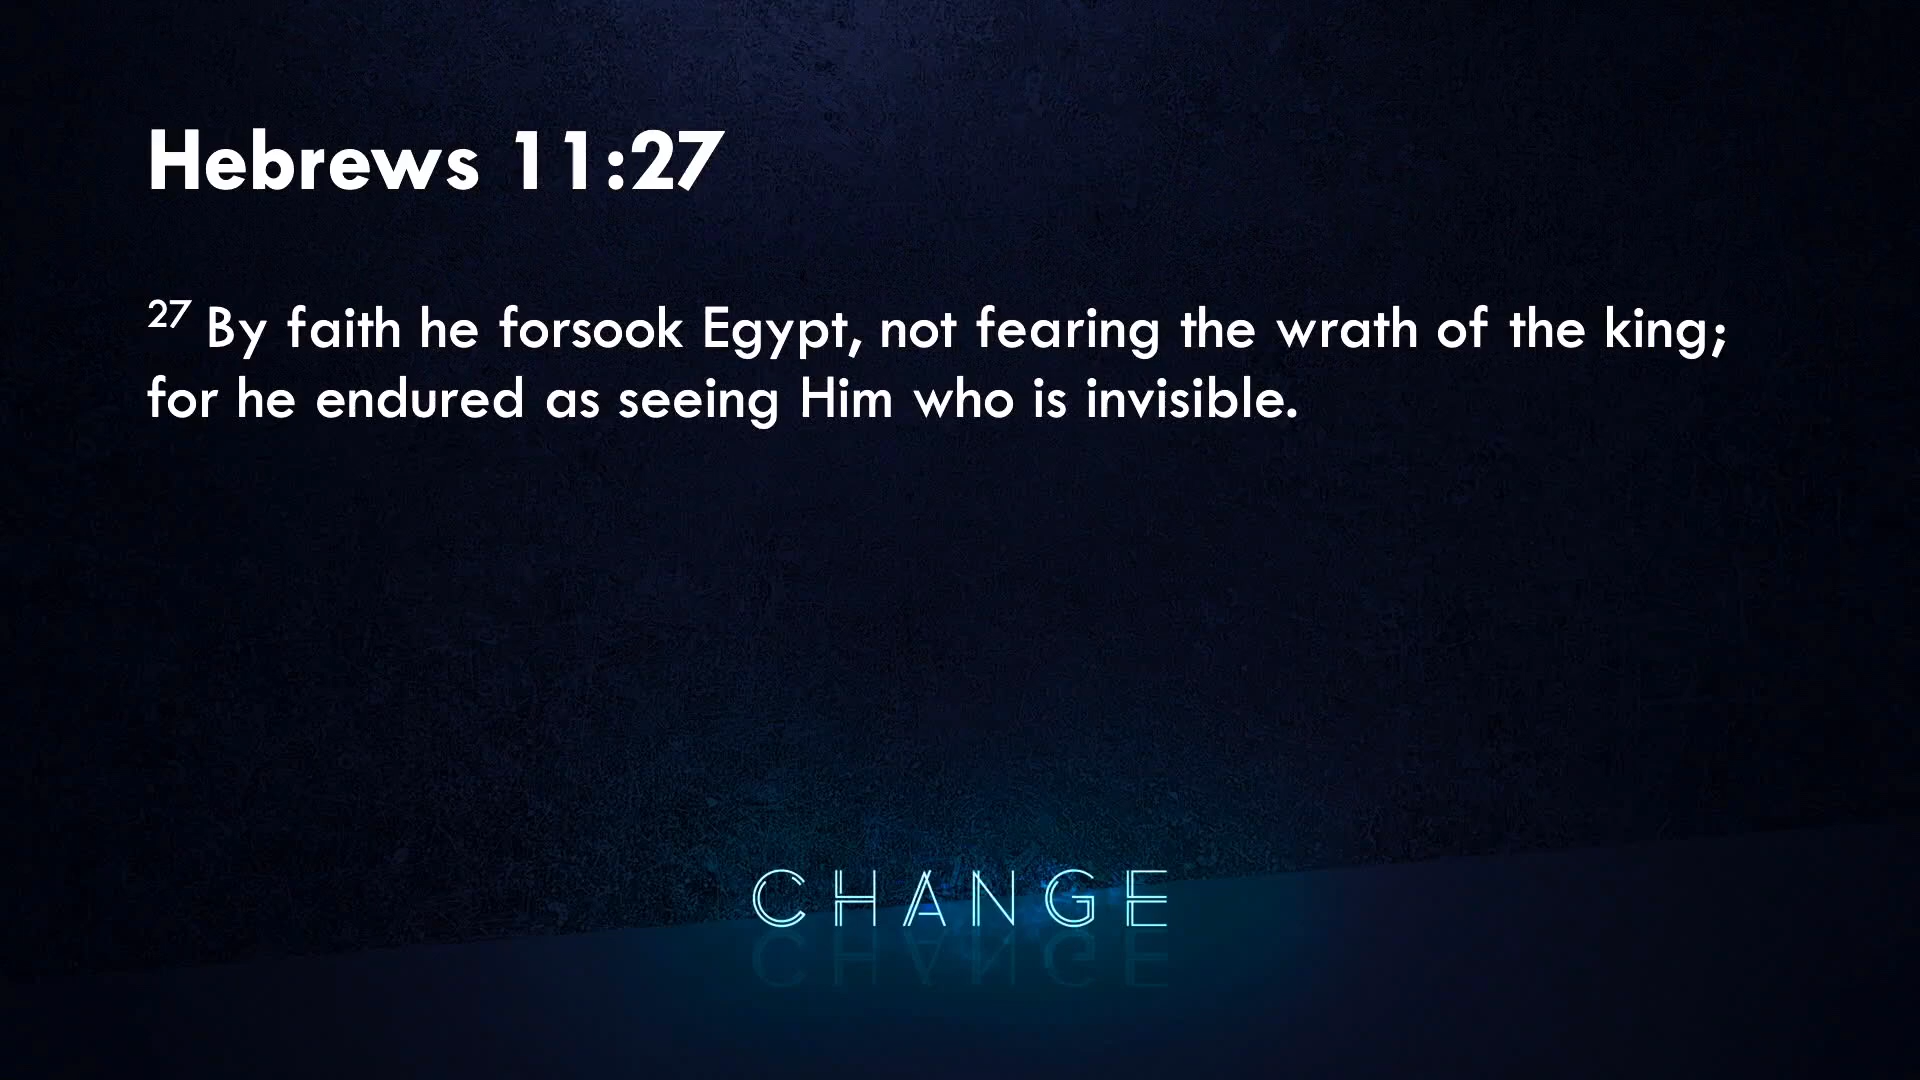 Hebrews 11:27
27 By faith he forsook Egypt, not fearing the wrath of the king;
for he endured as seeing Him who is invisible.
CHANGE